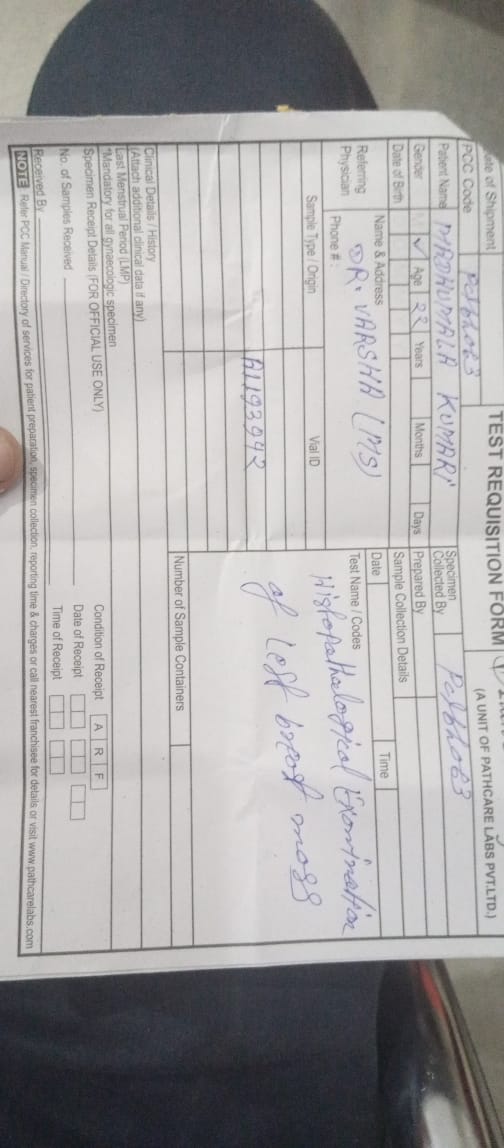 TEST REQUISITION FORM
(A UNIT OF PATHCARE LABS PVT.LTD.)
ate of Shipment
PCC Code
Specimen Collected By
Patient Name MADHUMALA KUMARI
Gender ✓ Age 22 Years Months Days Prepared By
Date of Birth Sample Collection Details
Name & Address Date Time
Referring Physician DR. VARSHA (MS) Test Name / Codes
Phone # : Histopathological Examination
Sample Type / Origin Vial ID
of Left breast mass
A1193942
Number of Sample Containers
Clinical Details / History
(Attach additional clinical data if any)
Last Menstrual Period (LMP)
*Mandatory for all gynaecologic specimen
Specimen Receipt Details (FOR OFFICIAL USE ONLY) Condition of Receipt A R F
No. of Samples Received Date of Receipt
Received By Time of Receipt
NOTE Refer PCC Manual / Directory of services for patient preparation, specimen collection, reporting time & charges or call nearest franchisee for details or visit www.pathcarelabs.com